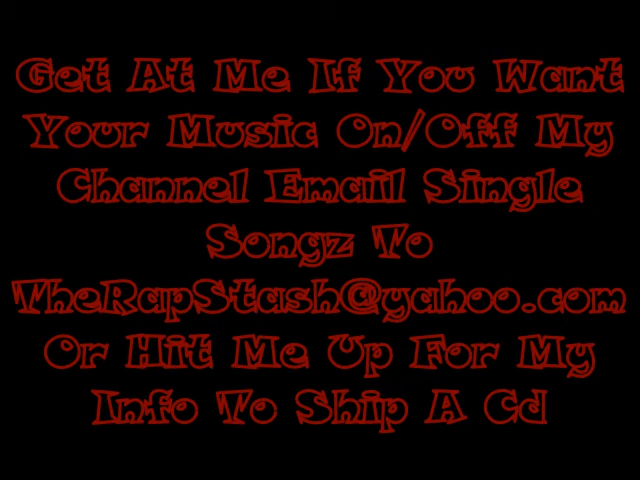 Get At Me If You Want
Your Music On/Off My
Channel Email Single
Songz To
TheRapStash@yahoo.com
Or Hit Me Up For My
Info To Ship A Cd